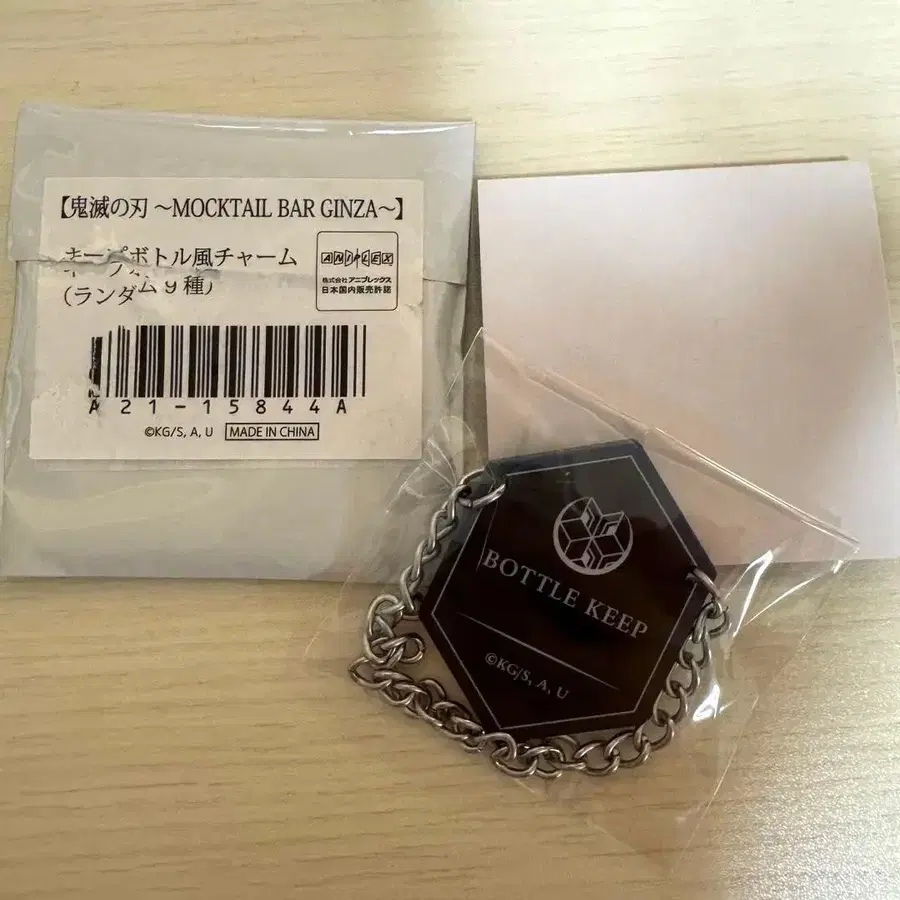 【鬼滅の刃 ～MOCKTAIL BAR GINZA～】
キープボトル風チャーム
(ランダム9種)
ANIPLEX
株式会社アニプレックス
日本国内販売許諾
A21-15844A
©KG/S, A, U MADE IN CHINA
BOTTLE KEEP
©KG/S, A, U